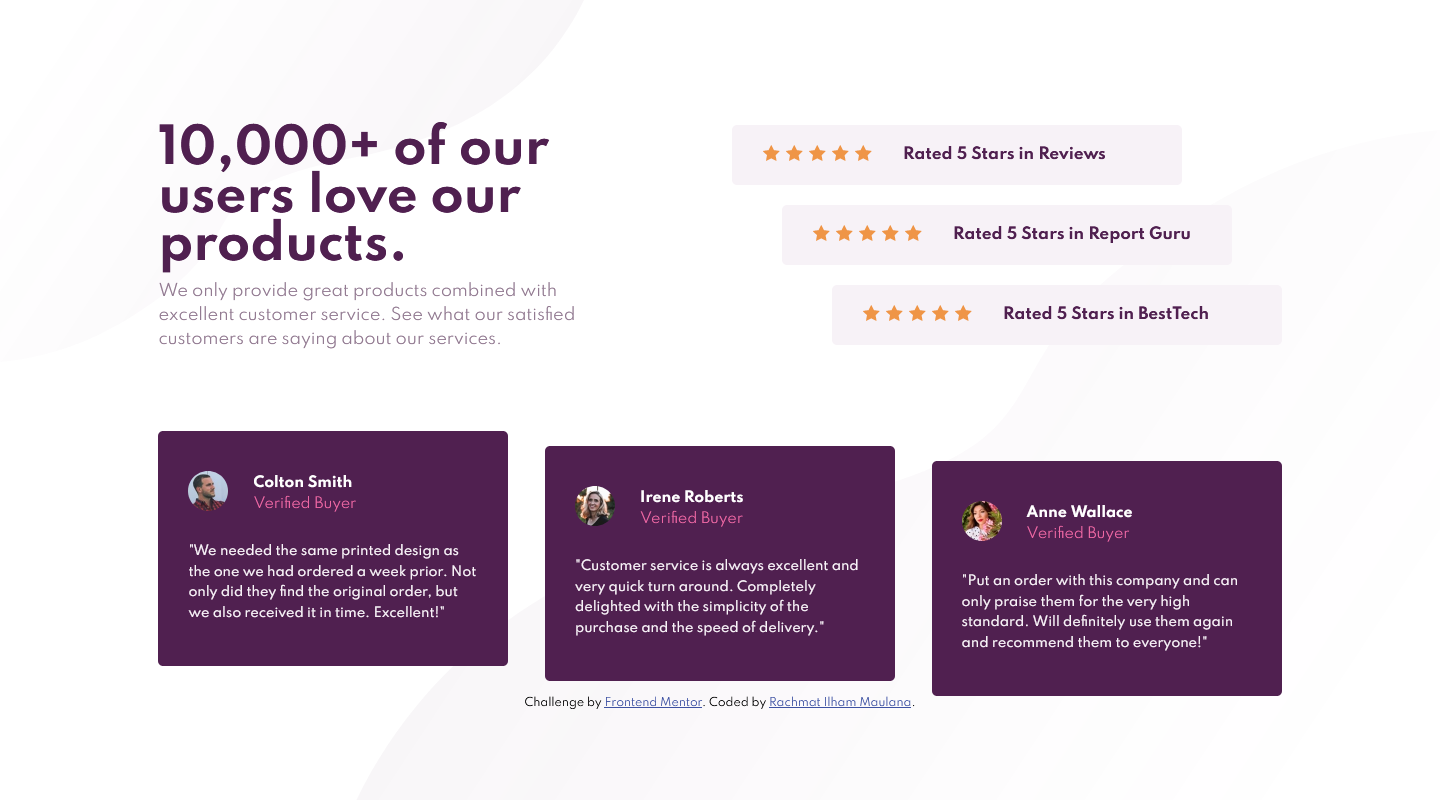 10,000+ of our
users love our
products.
We only provide great products combined with
excellent customer service. See what our satisfied
customers are saying about our services.
Rated 5 Stars in Reviews
Rated 5 Stars in Report Guru
Rated 5 Stars in BestTech
Colton Smith
Verified Buyer
"We needed the same printed design as
the one we had ordered a week prior. Not
only did they find the original order, but
we also received it in time. Excellent!"
Irene Roberts
Verified Buyer
"Customer service is always excellent and
very quick turn around. Completely
delighted with the simplicity of the
purchase and the speed of delivery."
Anne Wallace
Verified Buyer
"Put an order with this company and can
only praise them for the very high
standard. Will definitely use them again
and recommend them to everyone!"
Challenge by Frontend Mentor. Coded by Rachmat Ilham Maulana.